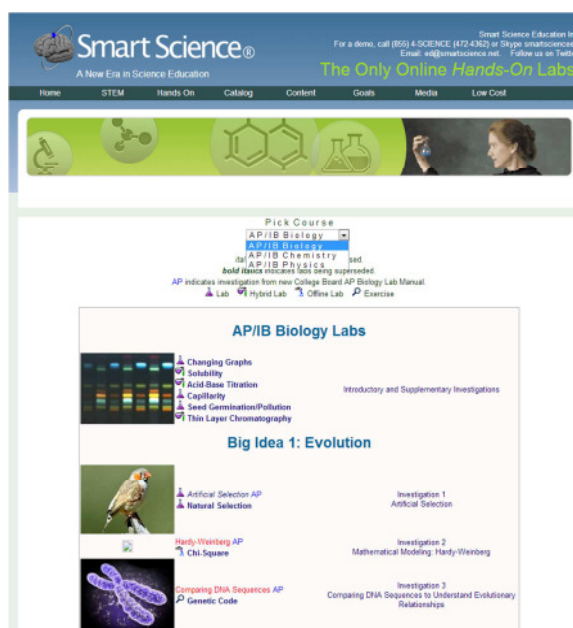 Smart Science®
A New Era in Science Education
Smart Science Education In
For a demo, call (855) 4-SCIENCE (472-4362) or Skype smartscienceed
Email: ed@smartscience.net. Follow us on Twitt
The Only Online Hands-On Labs
Home STEM Hands On Catalog Content Goals Media Low Cost
Pick Course
AP/IB Biology
AP/IB Biology
AP/IB Chemistry
AP/IB Physics
ita sed.
bold italics indicates labs being superseded.
AP indicates investigation from new College Board AP Biology Lab Manual.
Lab Hybrid Lab Offline Lab Exercise
AP/IB Biology Labs
Changing Graphs
Solubility
Acid-Base Titration
Capillarity
Seed Germination/Pollution
Thin Layer Chromatography
Introductory and Supplementary Investigations
Big Idea 1: Evolution
Artificial Selection AP
Natural Selection
Investigation 1
Artificial Selection
Hardy-Weinberg AP
Chi-Square
Investigation 2
Mathematical Modeling: Hardy-Weinberg
Comparing DNA Sequences AP
Genetic Code
Investigation 3
Comparing DNA Sequences to Understand Evolutionary
Relationships